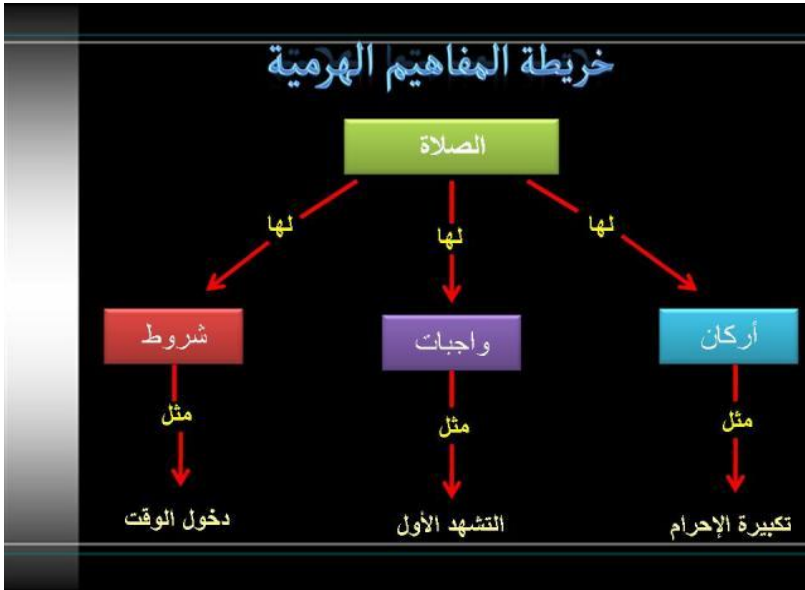 خريطة المفاهيم الهرمية
الصلاة
لها
لها
لها
أركان
واجبات
شروط
مثل
مثل
مثل
تكبيرة الإحرام
التشهد الأول
دخول الوقت